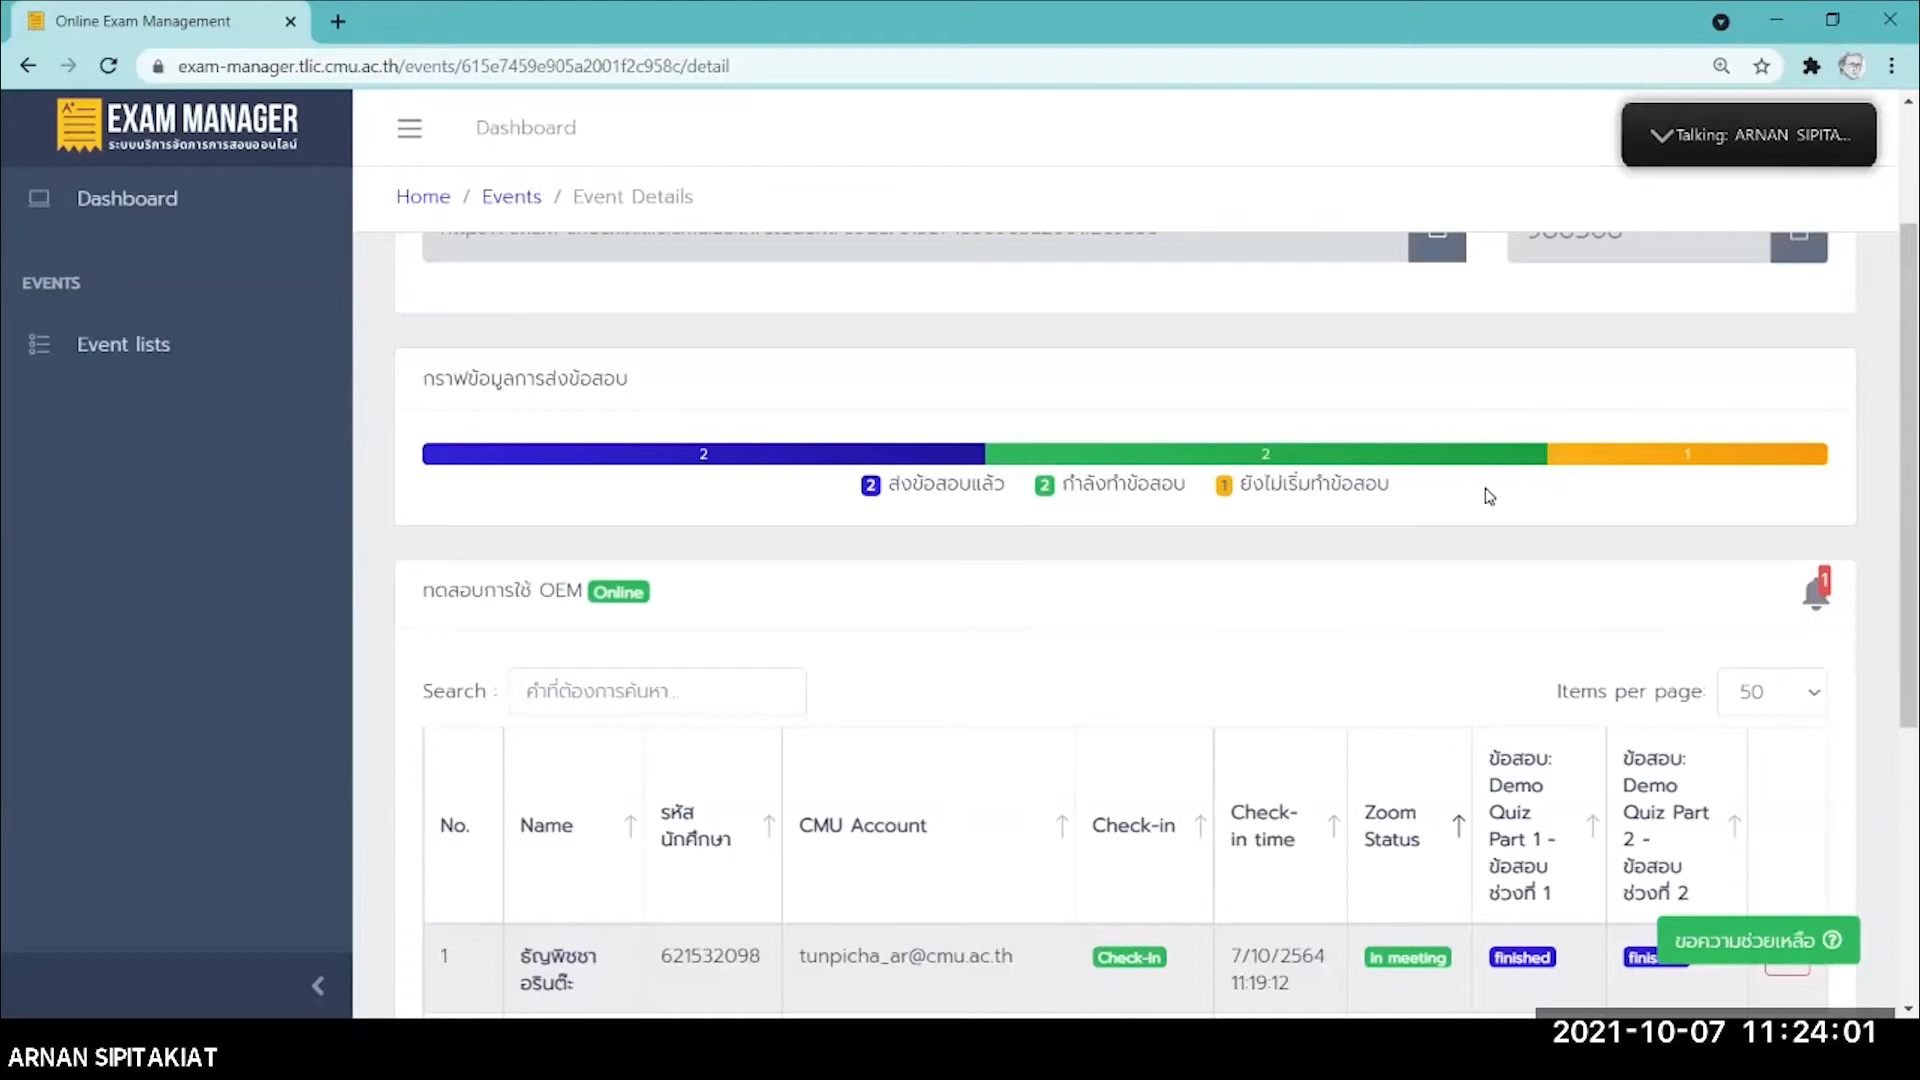 Online Exam Management
exam-manager.tlic.cmu.ac.th/events/615e7459e905a2001f2c958c/detail
EXAM MANAGER
ระบบบริการจัดการการสอบออนไลน์
Dashboard
Talking: ARNAN SIPITA...
Dashboard
Home / Events / Event Details
EVENTS
Event lists
กราฟข้อมูลการส่งข้อสอบ
2 2 1
2 ส่งข้อสอบแล้ว 2 กำลังทำข้อสอบ 1 ยังไม่เริ่มทำข้อสอบ
ทดสอบการใช้ OEM Online
1
Search : คำที่ต้องการค้นหา... Items per page: 50
No. Name รหัสนักศึกษา CMU Account Check-in Check-in time Zoom Status ข้อสอบ: Demo Quiz Part 1 - ข้อสอบช่วงที่ 1 ข้อสอบ: Demo Quiz Part 2 - ข้อสอบช่วงที่ 2
1 ธัญพิชชา อรินต๊ะ 621532098 tunpicha_ar@cmu.ac.th Check-In 7/10/2564 11:19:12 In meeting finished
ขอความช่วยเหลือ
2021-10-07 11:24:01
ARNAN SIPITAKIAT